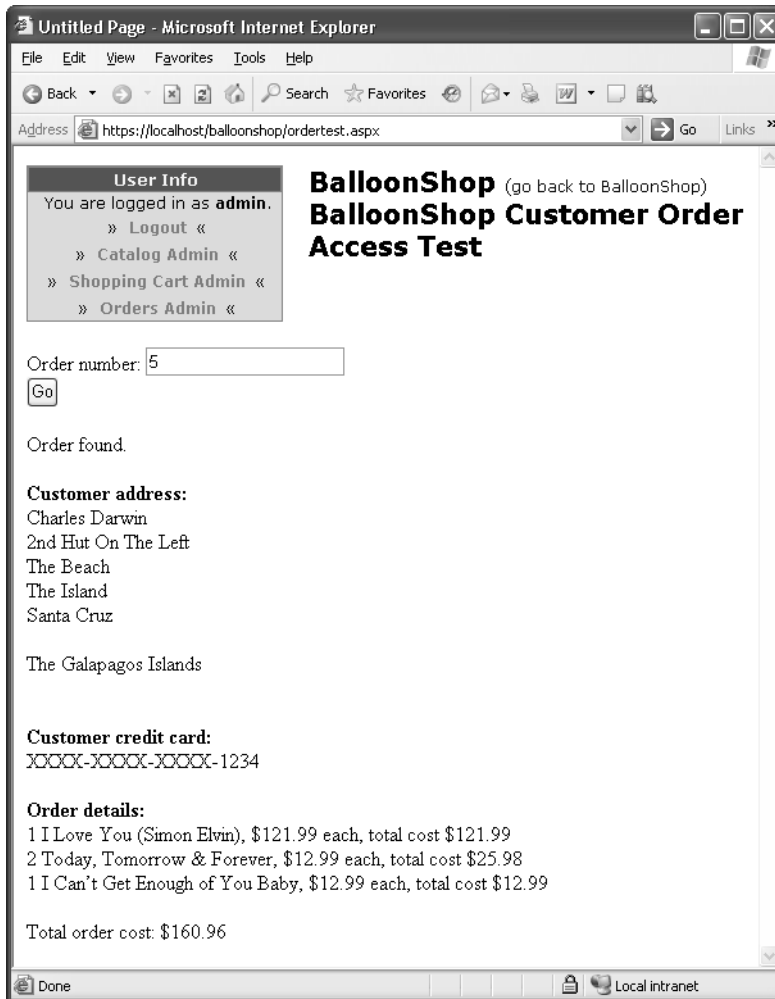 Untitled Page - Microsoft Internet Explorer
File Edit View Favorites Tools Help
Back Search Favorites
Address https://localhost/balloonshop/ordertest.aspx Go Links »
User Info
You are logged in as admin.
» Logout «
» Catalog Admin «
» Shopping Cart Admin «
» Orders Admin «
BalloonShop (go back to BalloonShop)
BalloonShop Customer Order
Access Test
Order number: 5
Go
Order found.
Customer address:
Charles Darwin
2nd Hut On The Left
The Beach
The Island
Santa Cruz
The Galapagos Islands
Customer credit card:
XXXX-XXXX-XXXX-1234
Order details:
1 I Love You (Simon Elvin), $121.99 each, total cost $121.99
2 Today, Tomorrow & Forever, $12.99 each, total cost $25.98
1 I Can't Get Enough of You Baby, $12.99 each, total cost $12.99
Total order cost: $160.96
Done Local intranet